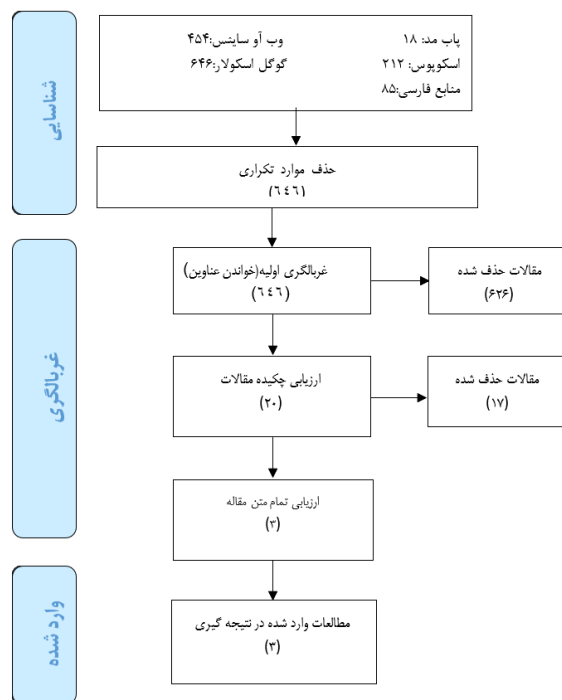 شناسایی
پاب مد: ۱۸ وب آو ساینس:۴۵۴
اسکوپوس: ۲۱۲ گوگل اسکولار:۶۴۶
منابع فارسی:۸۵
حذف موارد تکراری
(٦٤٦)
غربالگری
غربالگری اولیه(خواندن عناوین)
(٦٤٦)
مقالات حذف شده
(۶۲۶)
ارزیابی چکیده مقالات
(۲۰)
مقالات حذف شده
(۱۷)
ارزیابی تمام متن مقاله
(۳)
وارد شده
مطالعات وارد شده در نتیجه گیری
(۳)